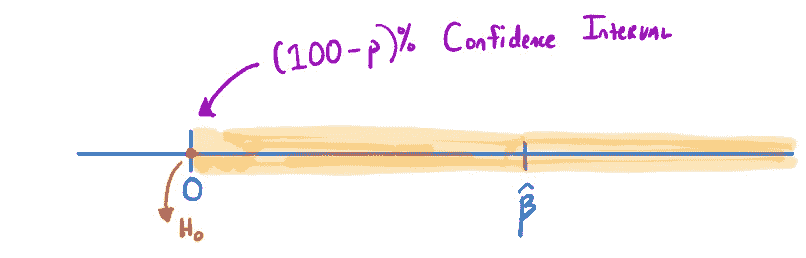 (100-p)% Confidence Interval
0
β̂
H₀